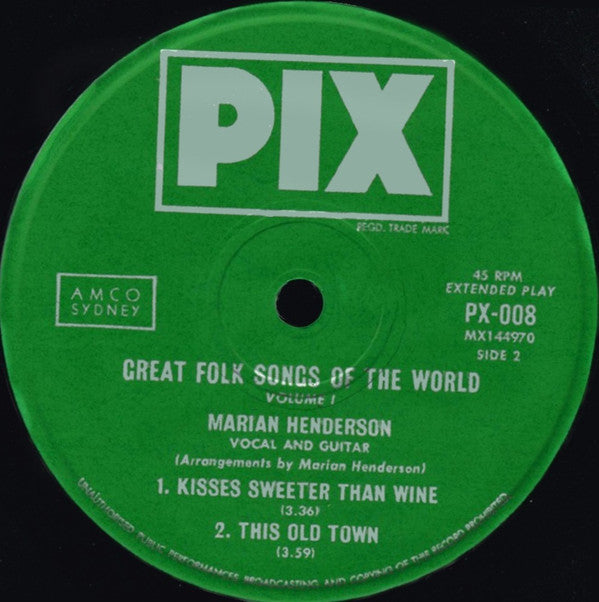 PIX
REGD. TRADE MARK
AMCO
SYDNEY
45 RPM
EXTENDED PLAY
PX-008
MX144970
SIDE 2
GREAT FOLK SONGS OF THE WORLD
VOLUME 1
MARIAN HENDERSON
VOCAL AND GUITAR
(Arrangements by Marian Henderson)
1. KISSES SWEETER THAN WINE
(3.36)
2. THIS OLD TOWN
(3.59)
UNAUTHORISED PUBLIC PERFORMANCES, BROADCASTING AND COPYING OF THIS RECORD PROHIBITED